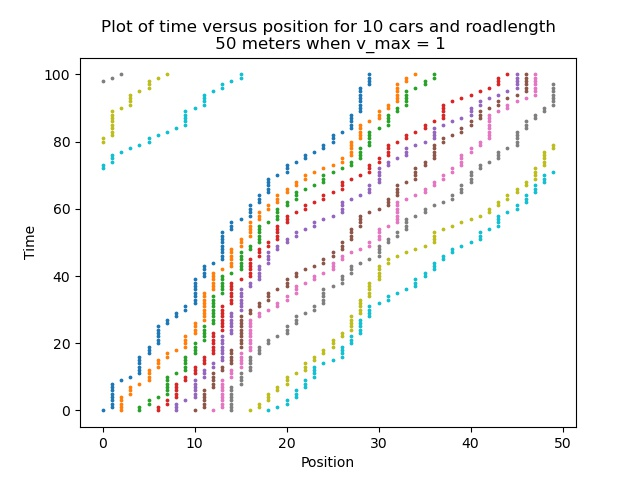 Plot of time versus position for 10 cars and roadlength
50 meters when v_max = 1
100
80
60
40
20
0
Time
0 10 20 30 40 50
Position